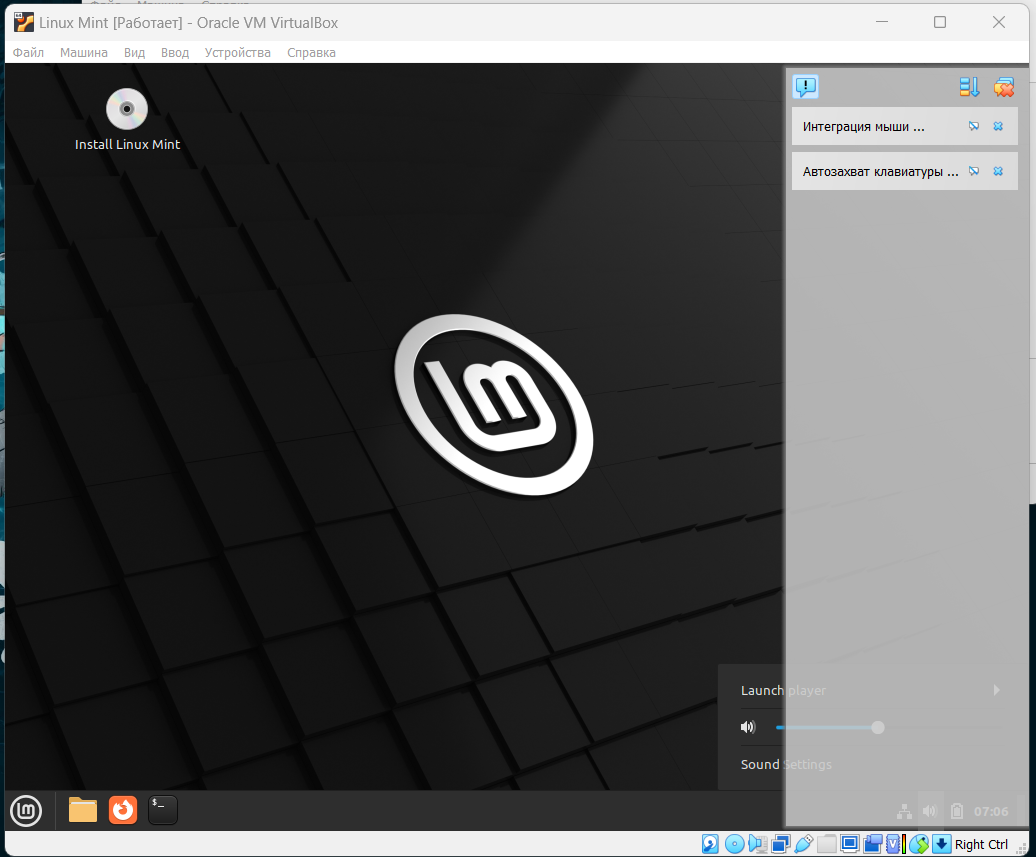 Linux Mint [Работает] - Oracle VM VirtualBox
Файл Машина Вид Ввод Устройства Справка
Install Linux Mint
Интеграция мыши ...
Автозахват клавиатуры ...
Launch player
Sound Settings
$_
07:06
Right Ctrl